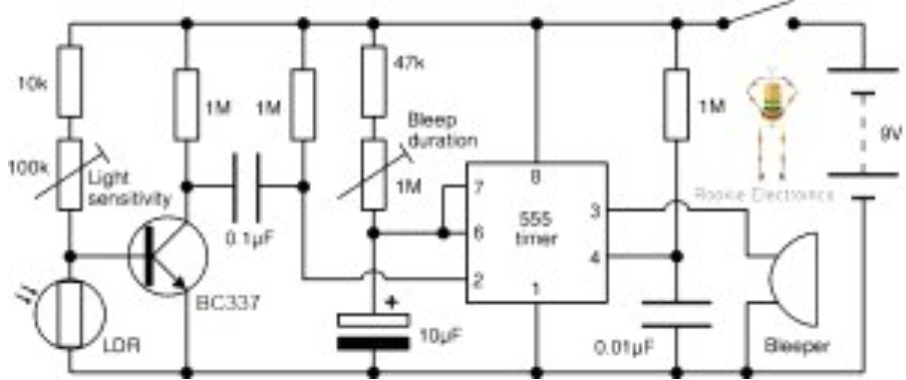 10k
1M
1M
47k
1M
Bleep
duration
100k
Light
sensitivity
1M
9V
Rookie Electronics
7
8
3
555
timer
6
4
0.1µF
2
1
BC337
+
10µF
LDR
0.01µF
Bleeper